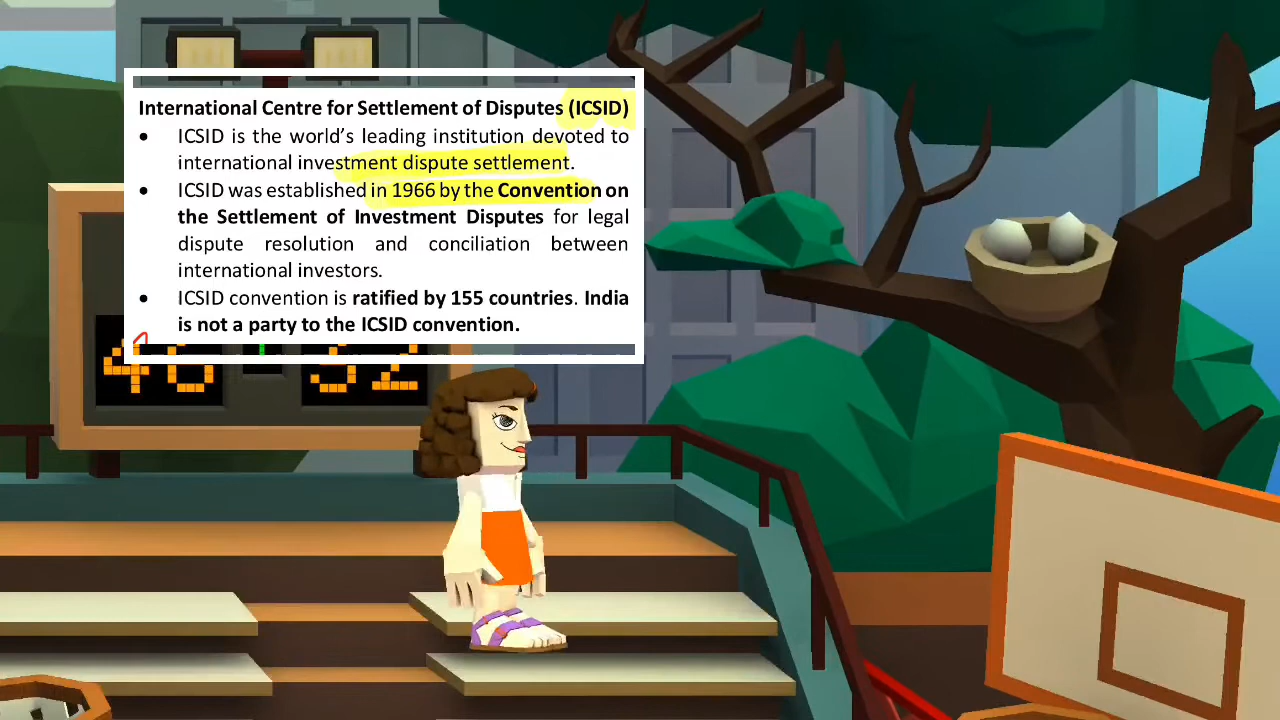 International Centre for Settlement of Disputes (ICSID)
• ICSID is the world's leading institution devoted to
international investment dispute settlement.
• ICSID was established in 1966 by the Convention on
the Settlement of Investment Disputes for legal
dispute resolution and conciliation between
international investors.
• ICSID convention is ratified by 155 countries. India
is not a party to the ICSID convention.